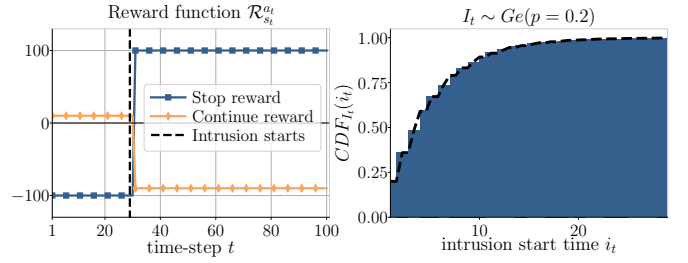 Reward function $\mathcal{R}^{a_t}_{s_t}$
100
0
−100
Stop reward
Continue reward
Intrusion starts
1 20 40 60 80 100
time-step $t$
$I_t \sim Ge(p = 0.2)$
$CDF_{I_t}(i_t)$
1.00
0.75
0.50
0.25
0.00
10 20
intrusion start time $i_t$